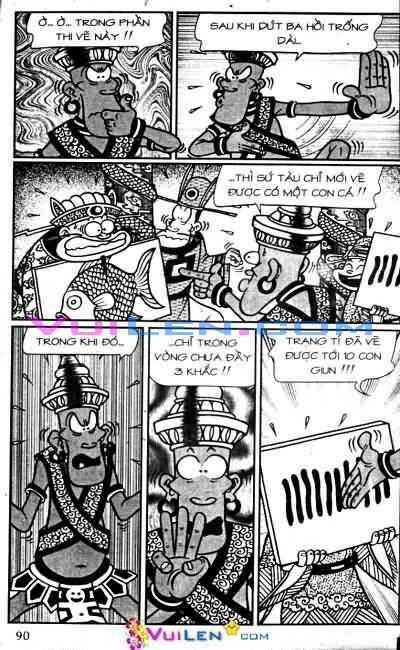 Ở... Ở... TRONG PHẦN
THI VẼ NÀY !!
SAU KHI DỨT BA HỒI TRỐNG
DÀI...
...THÌ SỨ TÀU CHỈ MỚI VẼ
ĐƯỢC CÓ MỘT CON CÁ !!
VUILEN.COM
TRONG KHI ĐÓ...
...CHỈ TRONG
VÒNG CHƯA ĐẦY
3 KHẮC !!
TRẠNG TÍ ĐÃ VẼ
ĐƯỢC TỚI 10 CON
GIUN !!!
90
VUILEN.COM